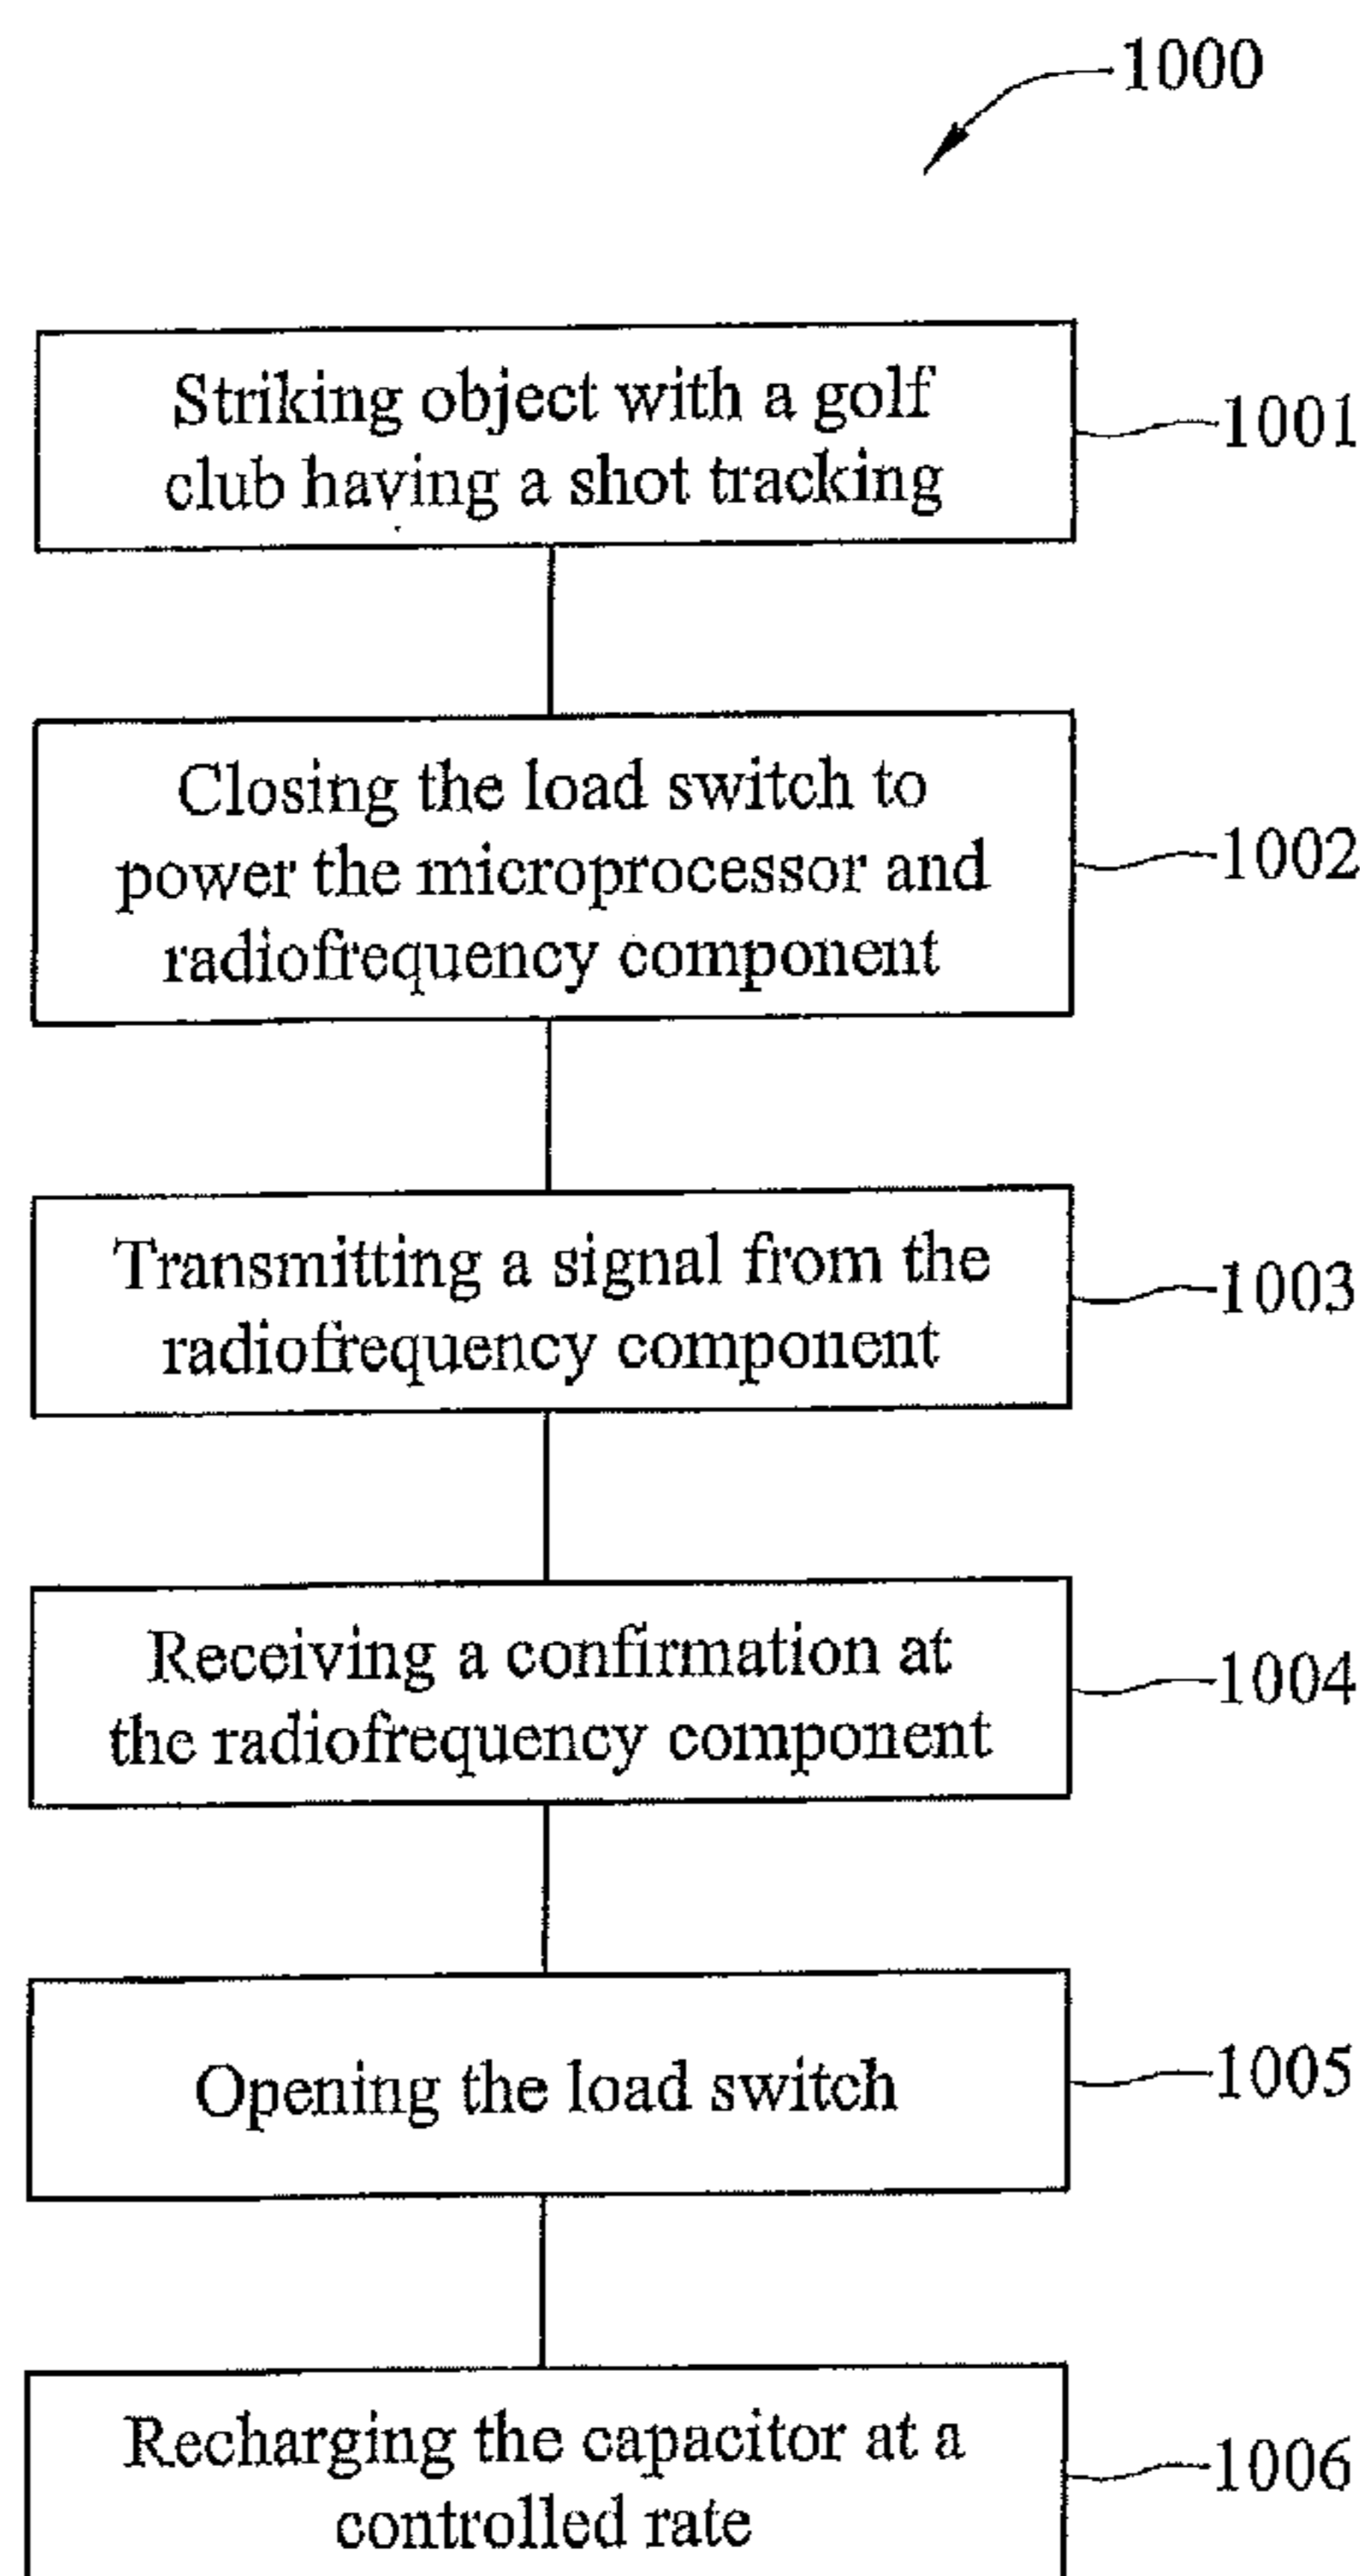 1000
Striking object with a golf
club having a shot tracking
1001
Closing the load switch to
power the microprocessor and
radiofrequency component
1002
Transmitting a signal from the
radiofrequency component
1003
Receiving a confirmation at
the radiofrequency component
1004
Opening the load switch
1005
Recharging the capacitor at a
controlled rate
1006